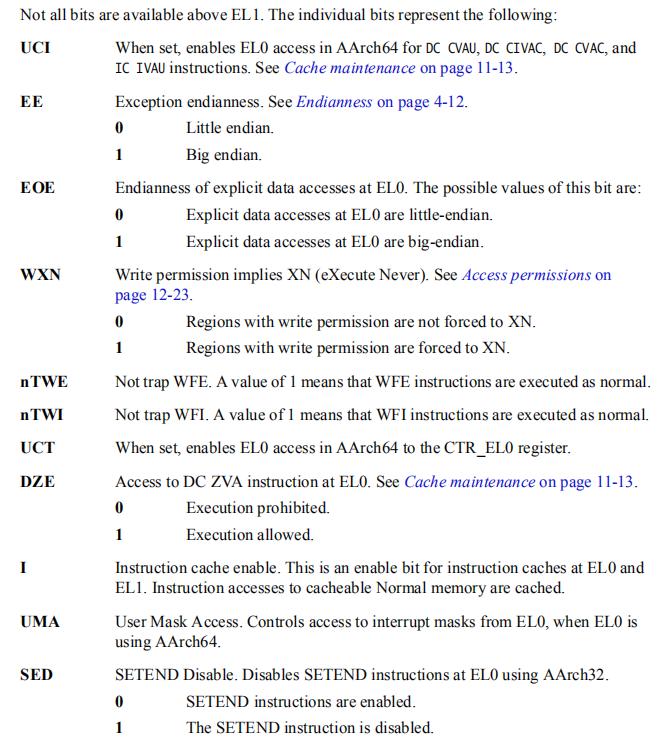 Not all bits are available above EL1. The individual bits represent the following:
UCI When set, enables EL0 access in AArch64 for DC CVAU, DC CIVAC, DC CVAC, and
IC IVAU instructions. See Cache maintenance on page 11-13.
EE Exception endianness. See Endianness on page 4-12.
0 Little endian.
1 Big endian.
EOE Endianness of explicit data accesses at EL0. The possible values of this bit are:
0 Explicit data accesses at EL0 are little-endian.
1 Explicit data accesses at EL0 are big-endian.
WXN Write permission implies XN (eXecute Never). See Access permissions on
page 12-23.
0 Regions with write permission are not forced to XN.
1 Regions with write permission are forced to XN.
nTWE Not trap WFE. A value of 1 means that WFE instructions are executed as normal.
nTWI Not trap WFI. A value of 1 means that WFI instructions are executed as normal.
UCT When set, enables EL0 access in AArch64 to the CTR_EL0 register.
DZE Access to DC ZVA instruction at EL0. See Cache maintenance on page 11-13.
0 Execution prohibited.
1 Execution allowed.
I Instruction cache enable. This is an enable bit for instruction caches at EL0 and
EL1. Instruction accesses to cacheable Normal memory are cached.
UMA User Mask Access. Controls access to interrupt masks from EL0, when EL0 is
using AArch64.
SED SETEND Disable. Disables SETEND instructions at EL0 using AArch32.
0 SETEND instructions are enabled.
1 The SETEND instruction is disabled.